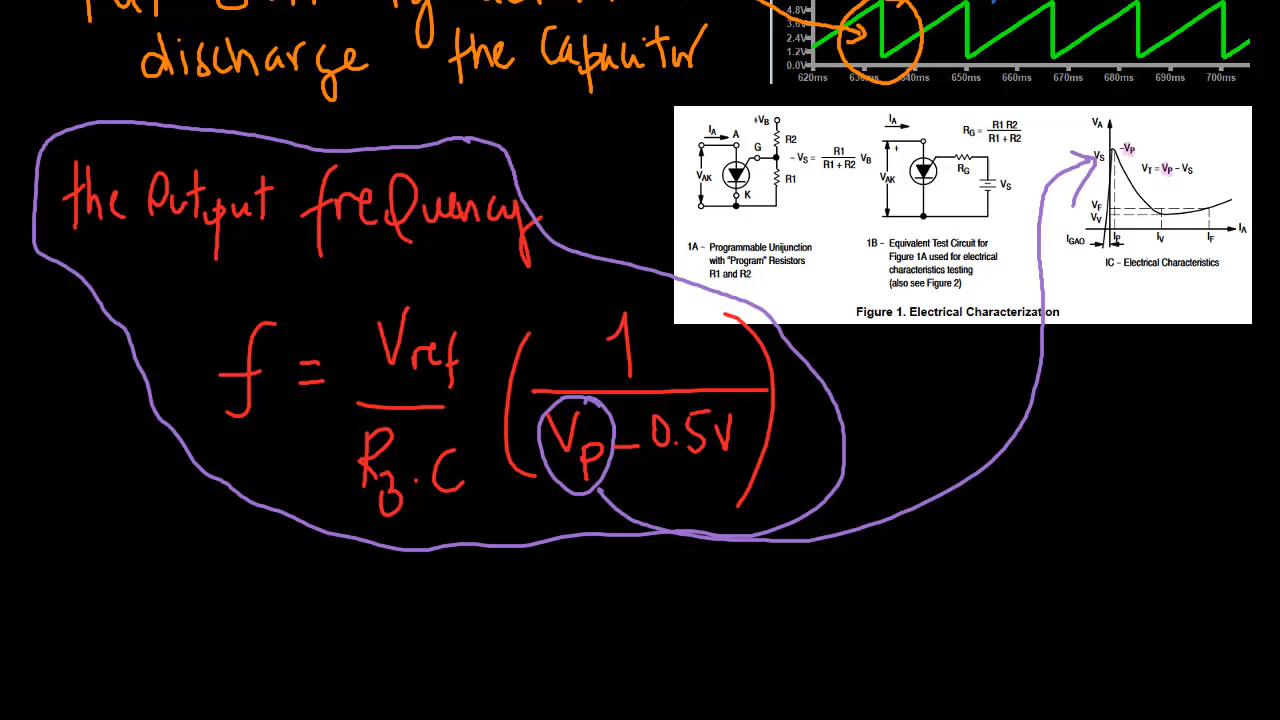 discharge the Capacitor
4.8V
3.6V
2.4V
1.2V
0.0V
620ms 630ms 640ms 650ms 660ms 670ms 680ms 690ms 700ms
the Output frequency
f = Vref / R3.C ( 1 / VP - 0.5V )
IA A G K VAK +VB R2 R1
– VS = R1 / R1 + R2 VB
1A – Programmable Unijunction
with "Program" Resistors
R1 and R2
IA + VAK – RG VS
RG = R1 R2 / R1 + R2
1B – Equivalent Test Circuit for
Figure 1A used for electrical
characteristics testing
(also see Figure 2)
VA
VS –VP
VT = VP – VS
VF
VV
IA
IGAO IP IV IF
IC – Electrical Characteristics
Figure 1. Electrical Characterization